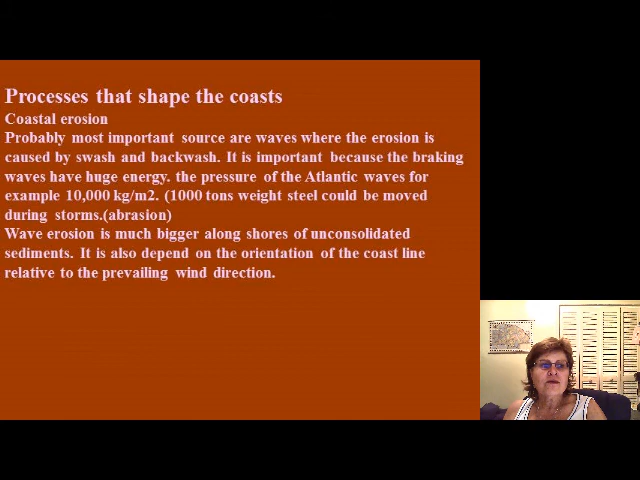 Processes that shape the coasts
Coastal erosion
Probably most important source are waves where the erosion is
caused by swash and backwash. It is important because the braking
waves have huge energy. the pressure of the Atlantic waves for
example 10,000 kg/m2. (1000 tons weight steel could be moved
during storms.(abrasion)
Wave erosion is much bigger along shores of unconsolidated
sediments. It is also depend on the orientation of the coast line
relative to the prevailing wind direction.